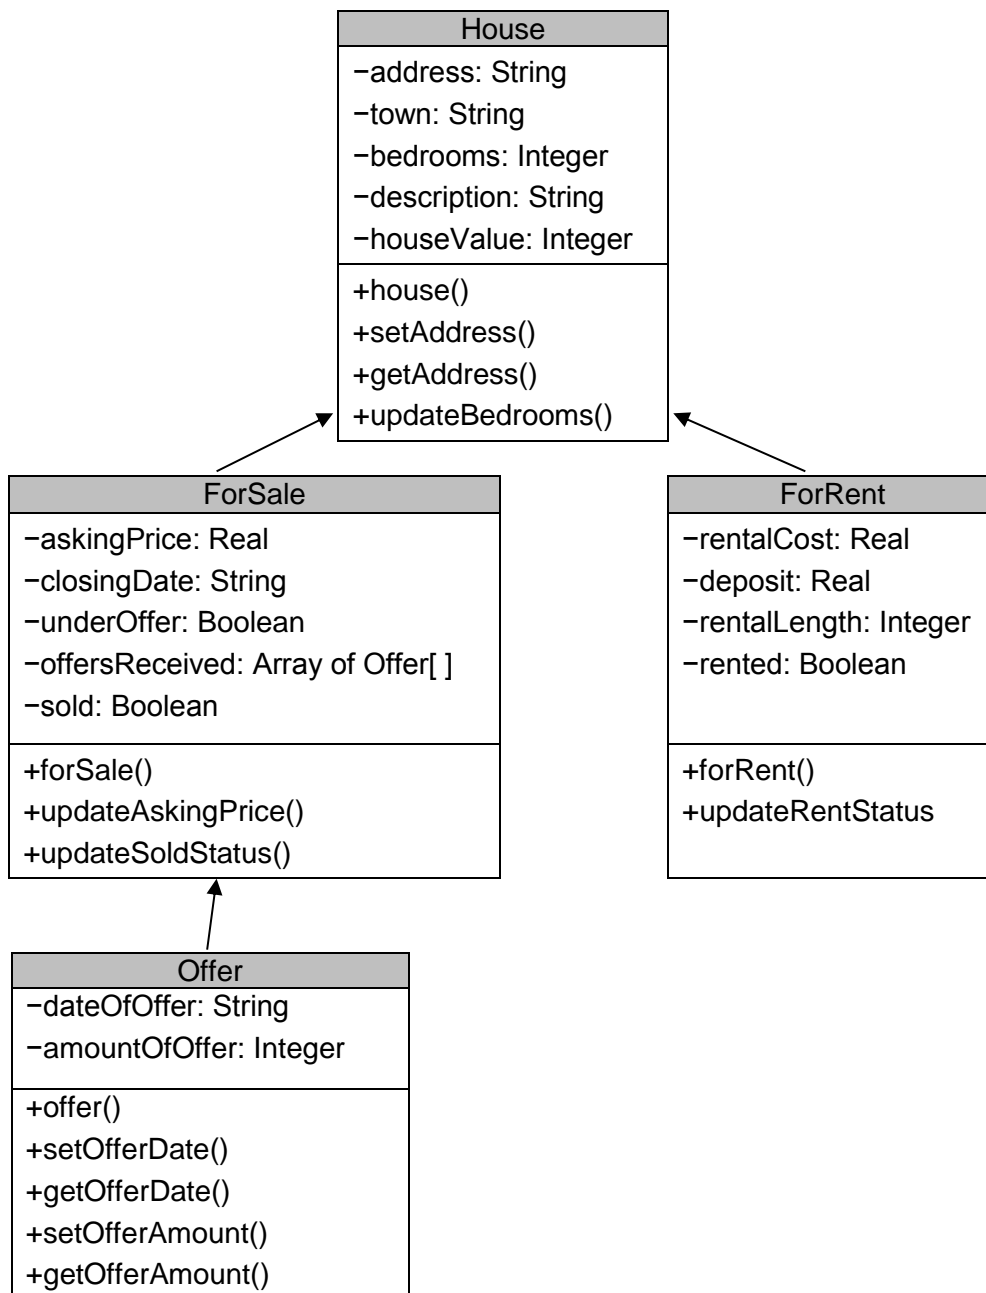 House
−address: String
−town: String
−bedrooms: Integer
−description: String
−houseValue: Integer
+house()
+setAddress()
+getAddress()
+updateBedrooms()
ForSale
−askingPrice: Real
−closingDate: String
−underOffer: Boolean
−offersReceived: Array of Offer[ ]
−sold: Boolean
+forSale()
+updateAskingPrice()
+updateSoldStatus()
ForRent
−rentalCost: Real
−deposit: Real
−rentalLength: Integer
−rented: Boolean
+forRent()
+updateRentStatus
Offer
−dateOfOffer: String
−amountOfOffer: Integer
+offer()
+setOfferDate()
+getOfferDate()
+setOfferAmount()
+getOfferAmount()